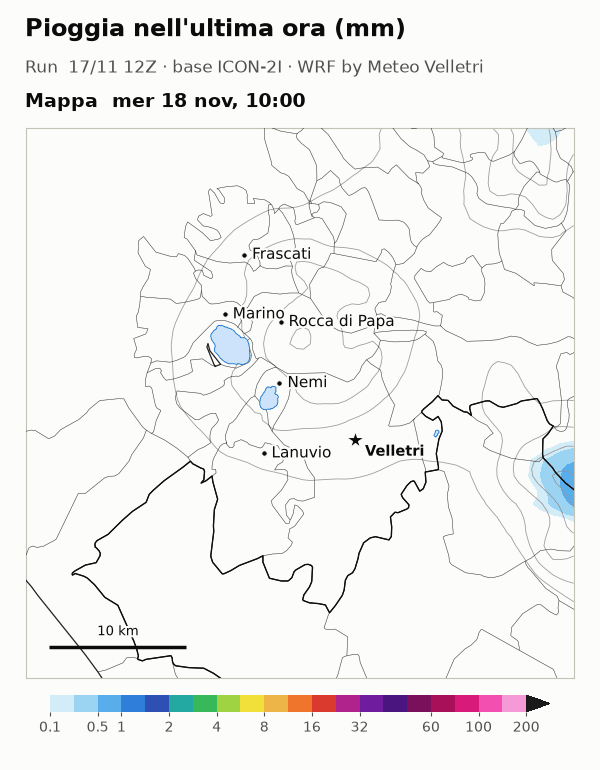 Pioggia nell'ultima ora (mm)
Run  17/11 12Z · base ICON-2I · WRF by Meteo Velletri
Mappa  mer 18 nov, 10:00
Frascati
Marino
Rocca di Papa
Nemi
Velletri
Lanuvio
10 km
0.1 0.5 1 2 4 8 16 32 60 100 200